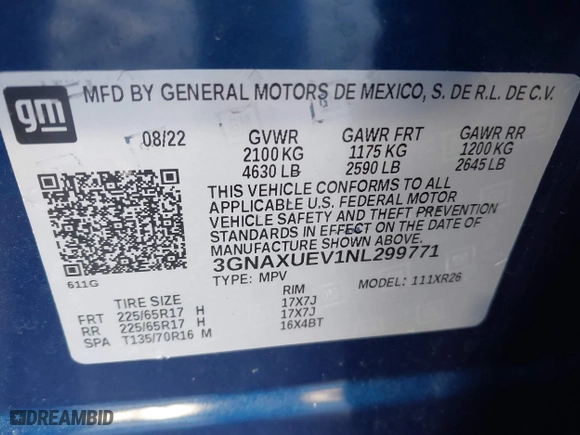 gm
MFD BY GENERAL MOTORS DE MEXICO, S. DE R.L. DE C.V.
08/22 GVWR GAWR FRT GAWR RR
2100 KG 1175 KG 1200 KG
4630 LB 2590 LB 2645 LB
THIS VEHICLE CONFORMS TO ALL
APPLICABLE U.S. FEDERAL MOTOR
VEHICLE SAFETY AND THEFT PREVENTION
STANDARDS IN EFFECT ON THE DATE OF
MANUFACTURE SHOWN ABOVE.
3GNAXUEV1NL299771
611G TYPE: MPV MODEL: 111XR26
TIRE SIZE RIM
FRT 225/65R17 H 17X7J
RR 225/65R17 H 17X7J
SPA T135/70R16 M 16X4BT
DREAMBID